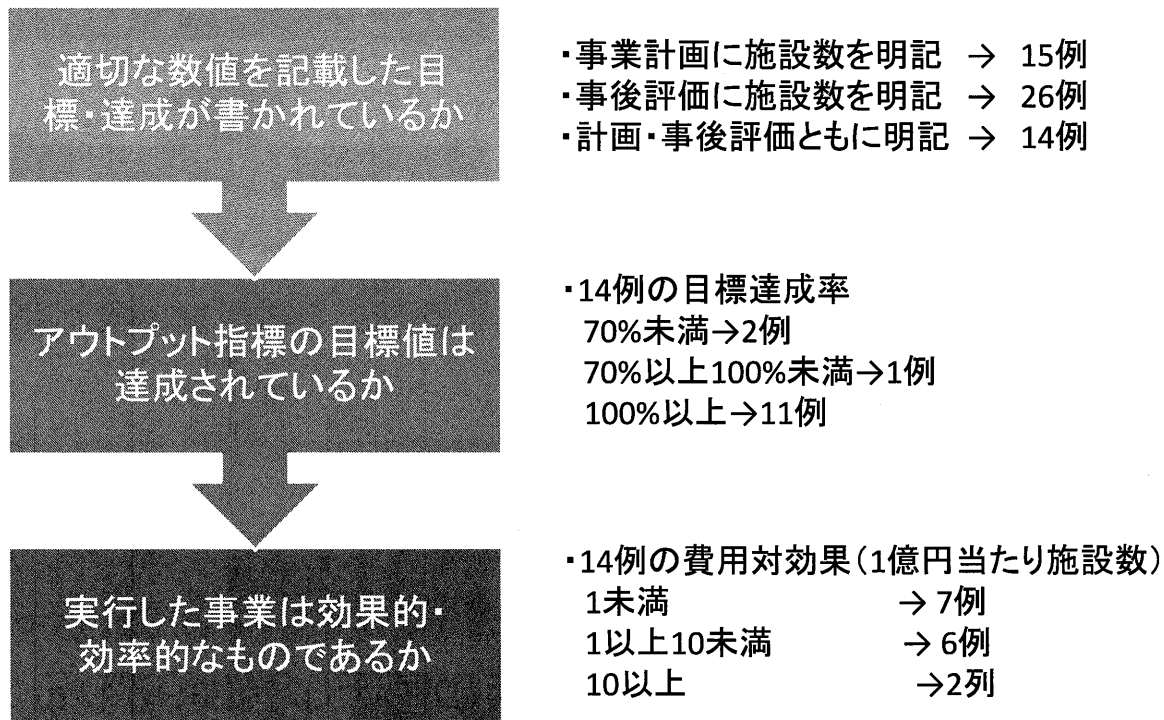 適切な数値を記載した目
標・達成が書かれているか
・事業計画に施設数を明記 → 15例
・事後評価に施設数を明記 → 26例
・計画・事後評価ともに明記 → 14例
アウトプット指標の目標値は
達成されているか
・14例の目標達成率
70%未満→2例
70%以上100%未満→1例
100%以上→11例
実行した事業は効果的・
効率的なものであるか
・14例の費用対効果（1億円当たり施設数）
1未満 → 7例
1以上10未満 → 6例
10以上 →2列